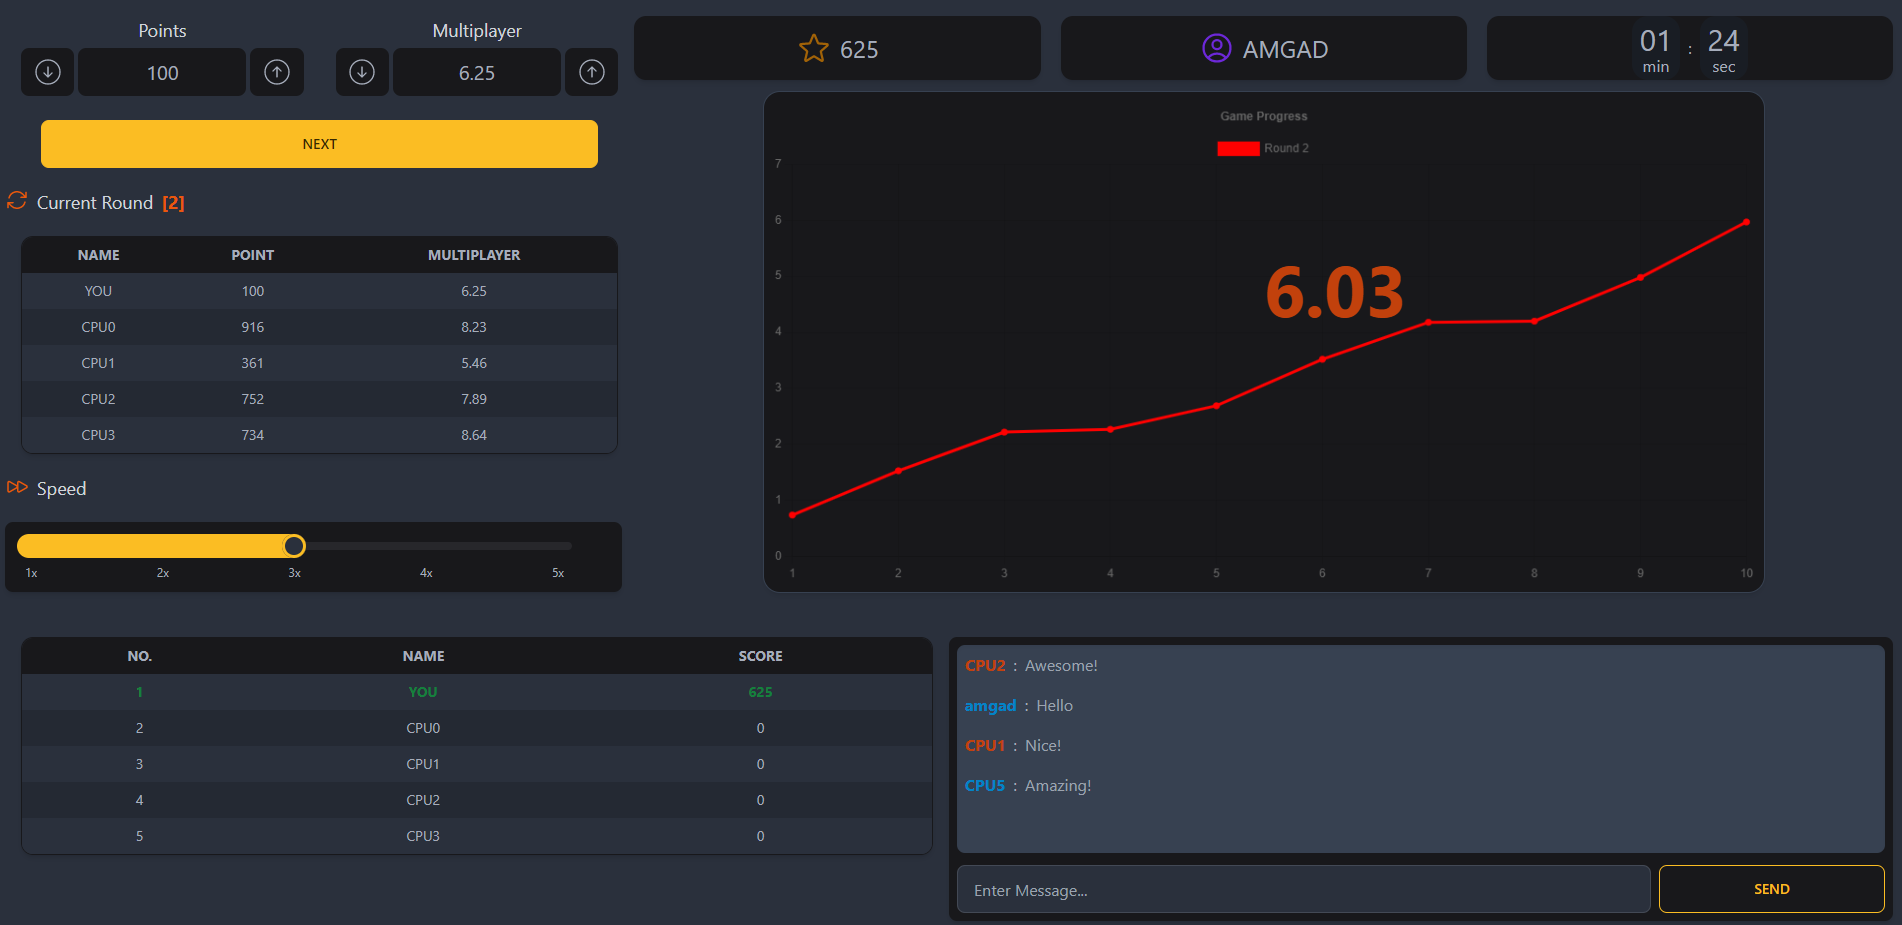 Points
100
Multiplayer
6.25
NEXT
625
AMGAD
01 : 24
min sec
Current Round [2]
NAME POINT MULTIPLAYER
YOU 100 6.25
CPU0 916 8.23
CPU1 361 5.46
CPU2 752 7.89
CPU3 734 8.64
Speed
1x 2x 3x 4x 5x
Game Progress
Round 2
6.03
7
6
5
4
3
2
1
0
1 2 3 4 5 6 7 8 9 10
NO. NAME SCORE
1 YOU 625
2 CPU0 0
3 CPU1 0
4 CPU2 0
5 CPU3 0
CPU2 : Awesome!
amgad : Hello
CPU1 : Nice!
CPU5 : Amazing!
Enter Message...
SEND